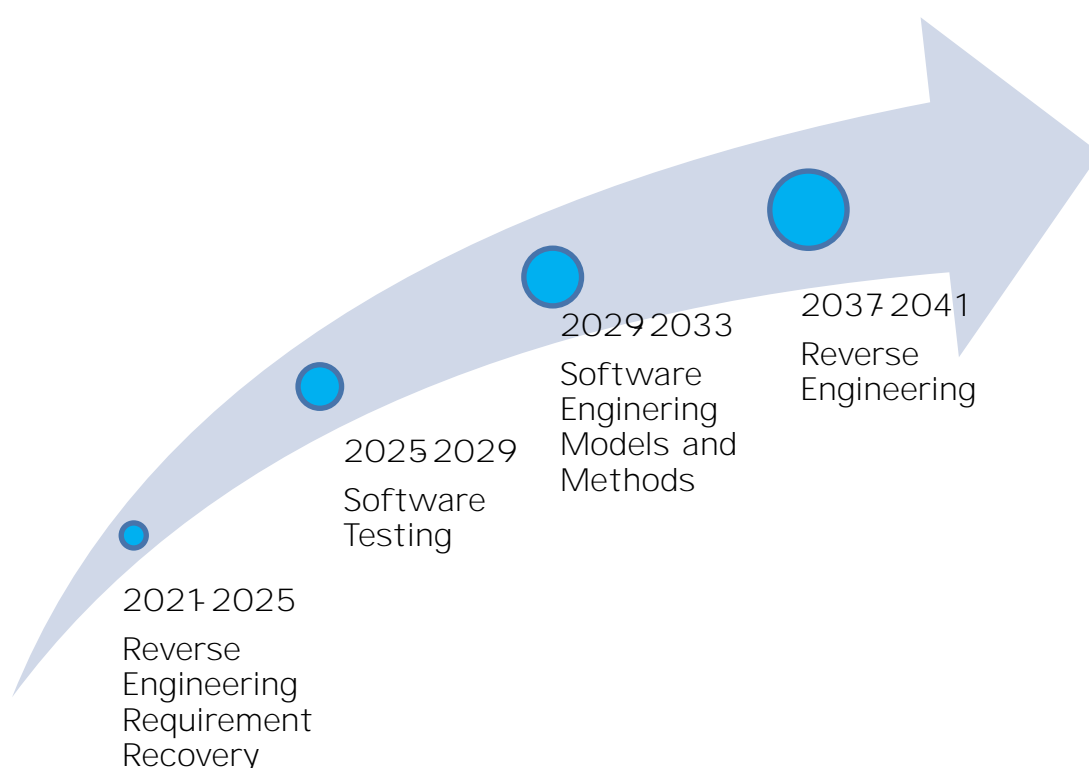 2021-2025
Reverse
Engineering
Requirement
Recovery
2025-2029
Software
Testing
2029-2033
Software
Enginering
Models and
Methods
2037-2041
Reverse
Engineering